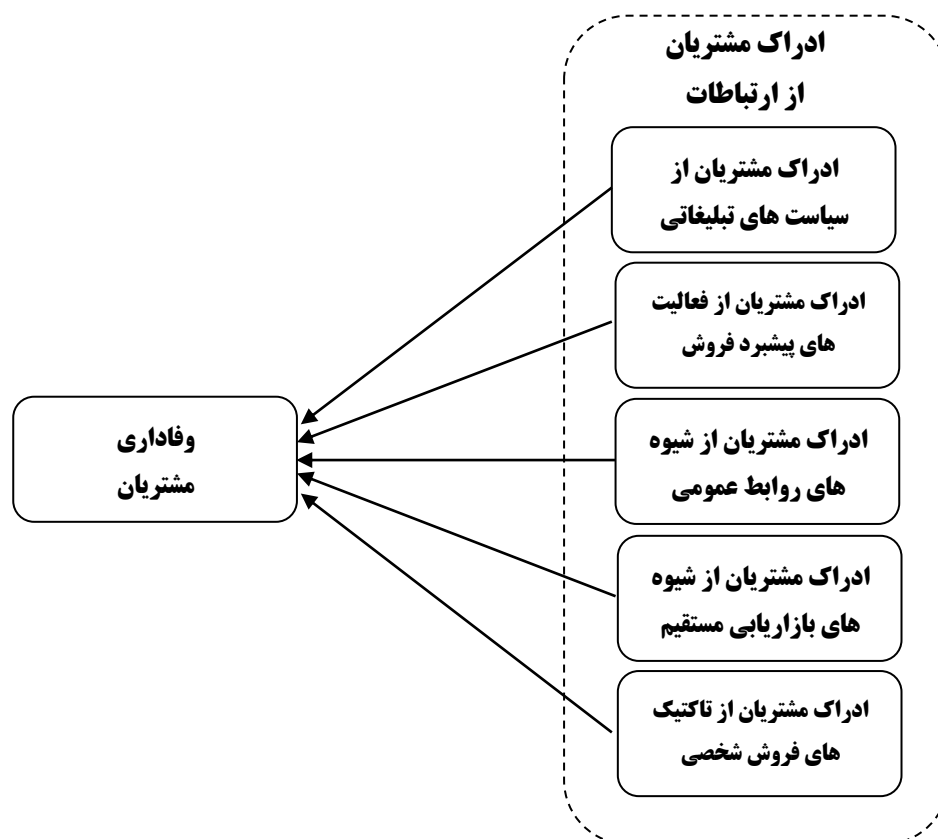 ادراک مشتریان
از ارتباطات
ادراک مشتریان از
سیاست های تبلیغاتی
ادراک مشتریان از فعالیت
های پیشبرد فروش
ادراک مشتریان از شیوه
های روابط عمومی
ادراک مشتریان از شیوه
های بازاریابی مستقیم
ادراک مشتریان از تاکتیک
های فروش شخصی
وفاداری
مشتریان